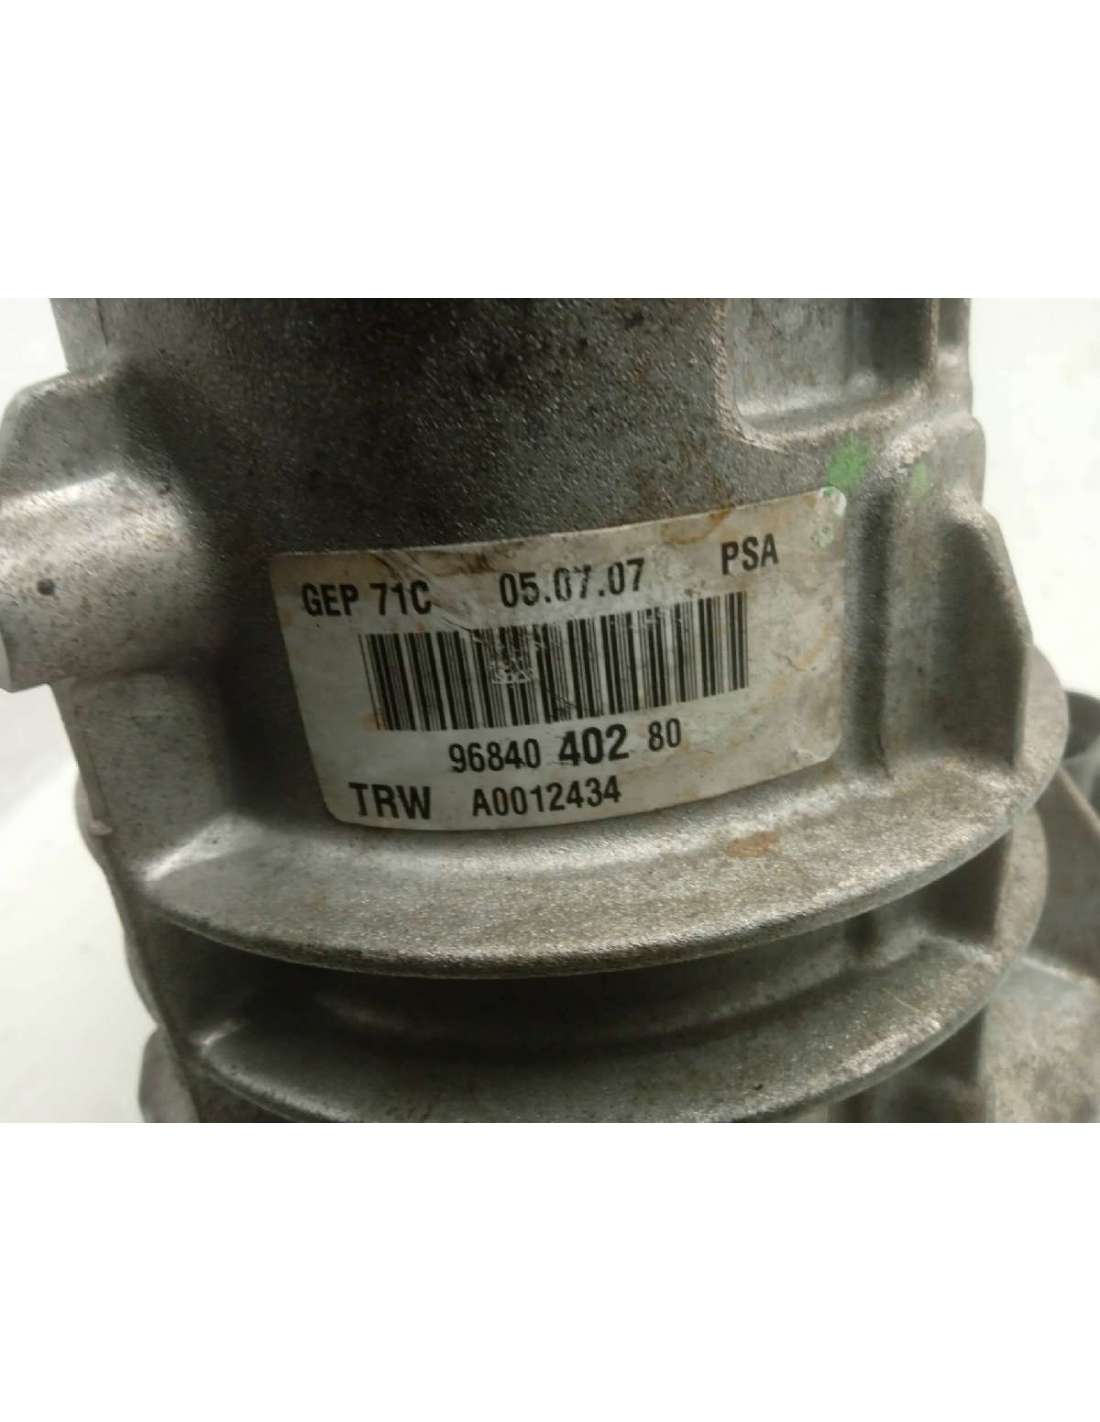 GEP 71C 05.07.07 PSA
96840 402 80
TRW A0012434